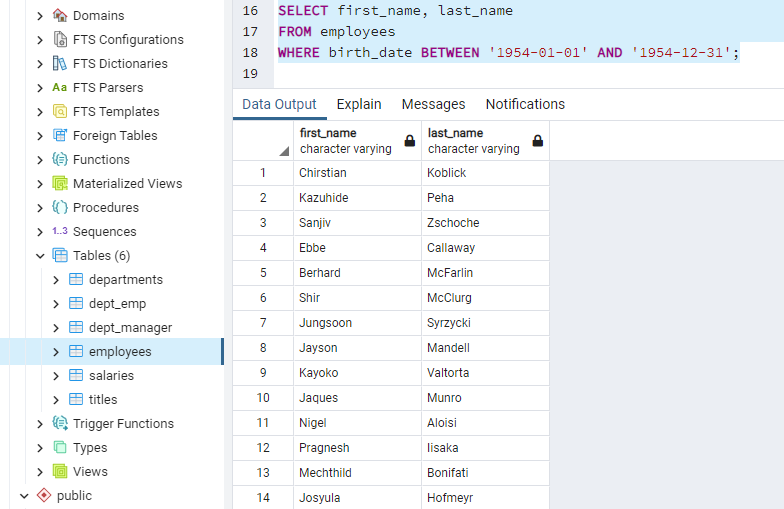 Domains
FTS Configurations
FTS Dictionaries
Aa FTS Parsers
FTS Templates
Foreign Tables
Functions
Materialized Views
Procedures
1..3 Sequences
Tables (6)
departments
dept_emp
dept_manager
employees
salaries
titles
Trigger Functions
Types
Views
public
16 SELECT first_name, last_name
17 FROM employees
18 WHERE birth_date BETWEEN '1954-01-01' AND '1954-12-31';
19
Data Output Explain Messages Notifications
first_name last_name
character varying character varying
1 Chirstian Koblick
2 Kazuhide Peha
3 Sanjiv Zschoche
4 Ebbe Callaway
5 Berhard McFarlin
6 Shir McClurg
7 Jungsoon Syrzycki
8 Jayson Mandell
9 Kayoko Valtorta
10 Jaques Munro
11 Nigel Aloisi
12 Pragnesh Iisaka
13 Mechthild Bonifati
14 Josyula Hofmeyr